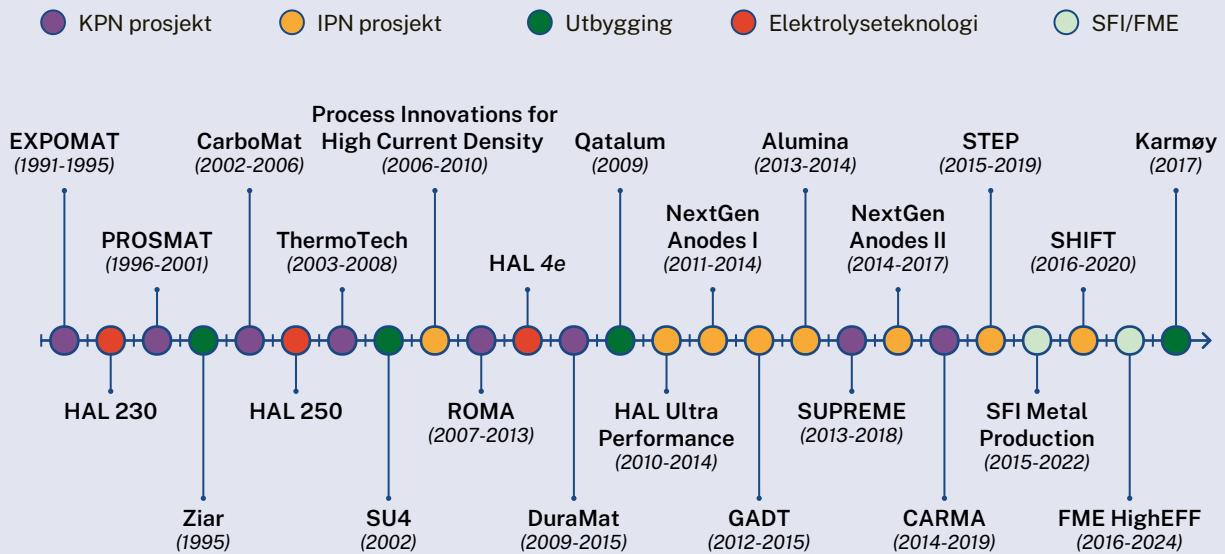 KPN prosjekt
IPN prosjekt
Utbygging
Elektrolyseteknologi
SFI/FME
EXPOMAT
(1991-1995)
CarboMat
(2002-2006)
Process Innovations for
High Current Density
(2006-2010)
Qatalum
(2009)
Alumina
(2013-2014)
STEP
(2015-2019)
Karmøy
(2017)
PROSMAT
(1996-2001)
ThermoTech
(2003-2008)
HAL 4e
NextGen
Anodes I
(2011-2014)
NextGen
Anodes II
(2014-2017)
SHIFT
(2016-2020)
HAL 230
HAL 250
ROMA
(2007-2013)
HAL Ultra
Performance
(2010-2014)
SUPREME
(2013-2018)
SFI Metal
Production
(2015-2022)
Ziar
(1995)
SU4
(2002)
DuraMat
(2009-2015)
GADT
(2012-2015)
CARMA
(2014-2019)
FME HighEFF
(2016-2024)